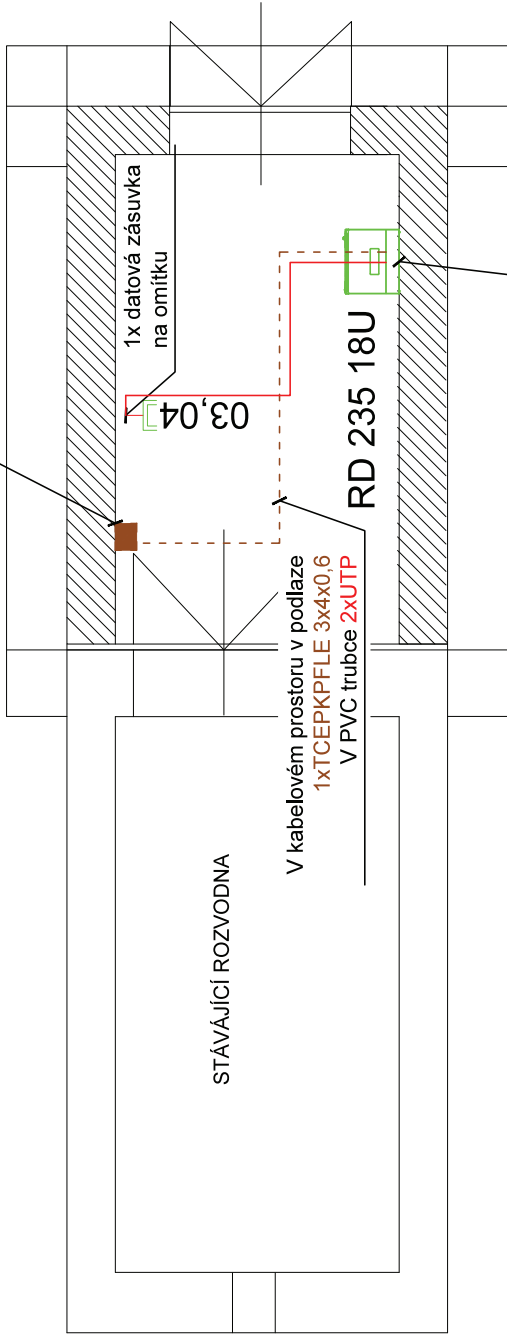 1x datová zásuvka
na omítku
03,04
RD 235 18U
V kabelovém prostoru v podlaze
1xTCEPKPFLE 3x4x0,6
V PVC trubce 2xUTP
STÁVÁJÍCÍ ROZVODNA